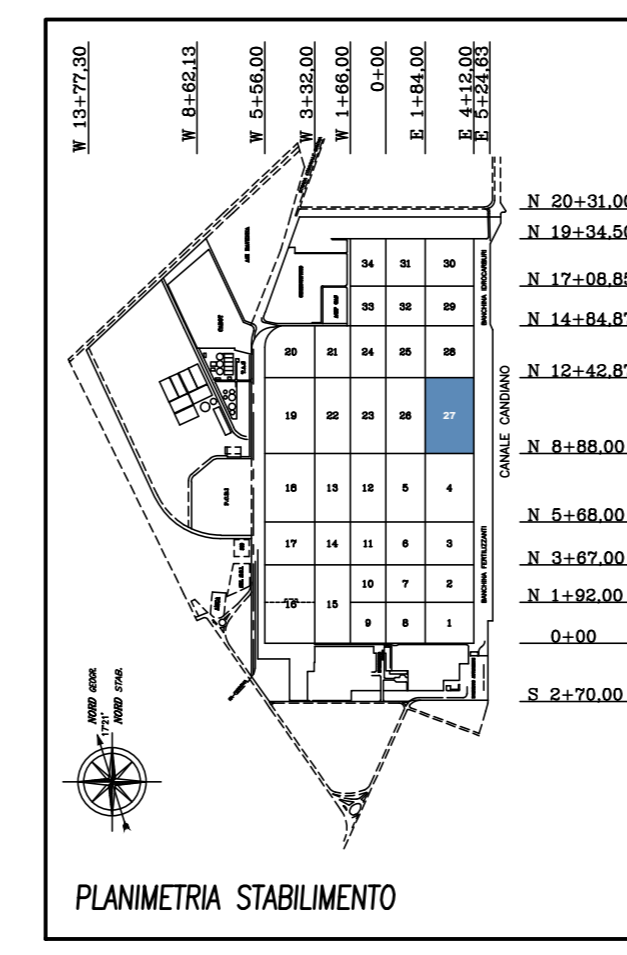 W 13+77,30
W 8+62,13
W 5+56,00
W 3+32,00
W 1+66,00
0+00
E 1+84,00
E 4+12,00
E 5+24,63
N 20+31,00
N 19+34,50
N 17+08,85
N 14+84,87
N 12+42,87
N 8+88,00
N 5+68,00
N 3+67,00
N 1+92,00
0+00
S 2+70,00
34 31 30
33 32 29
20 21 24 25 28
19 22 23 26 27
18 13 12 5 4
17 14 11 6 3
10 7 2
16 15
9 8 1
BANCHINA IDROCARBURI
CANALE CANDIANO
BANCHINA FERTILIZZANTI
NORD GEOGR.
17°21'
NORD STAB.
PLANIMETRIA STABILIMENTO